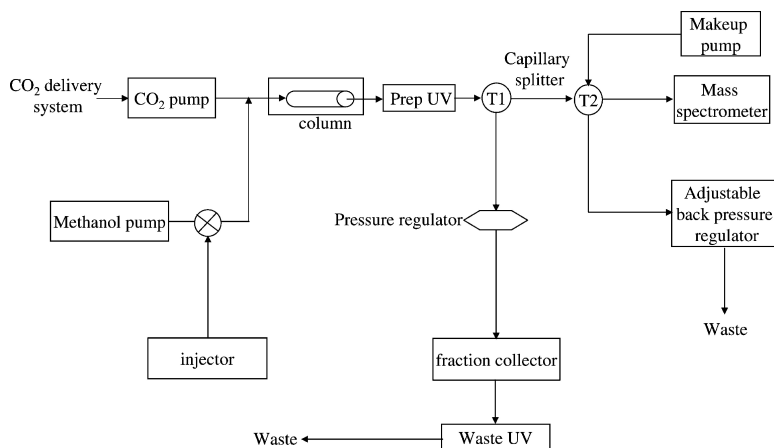 Makeup
pump
Capillary
splitter
CO2 delivery
system
CO2 pump
column
Prep UV
T1
T2
Mass
spectrometer
Methanol pump
Pressure regulator
Adjustable
back pressure
regulator
Waste
injector
fraction collector
Waste
Waste UV